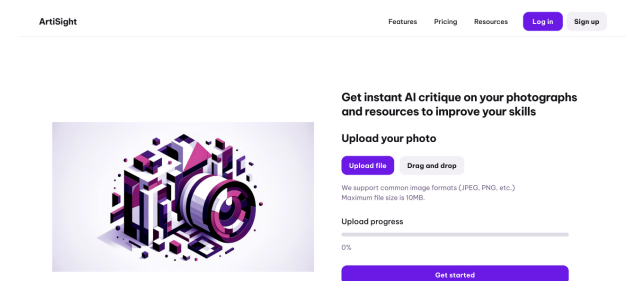 ArtiSight
Features
Pricing
Resources
Log in
Sign up
Get instant AI critique on your photographs
and resources to improve your skills
Upload your photo
Upload file
Drag and drop
We support common image formats (JPEG, PNG, etc.)
Maximum file size is 10MB.
Upload progress
0%
Get started